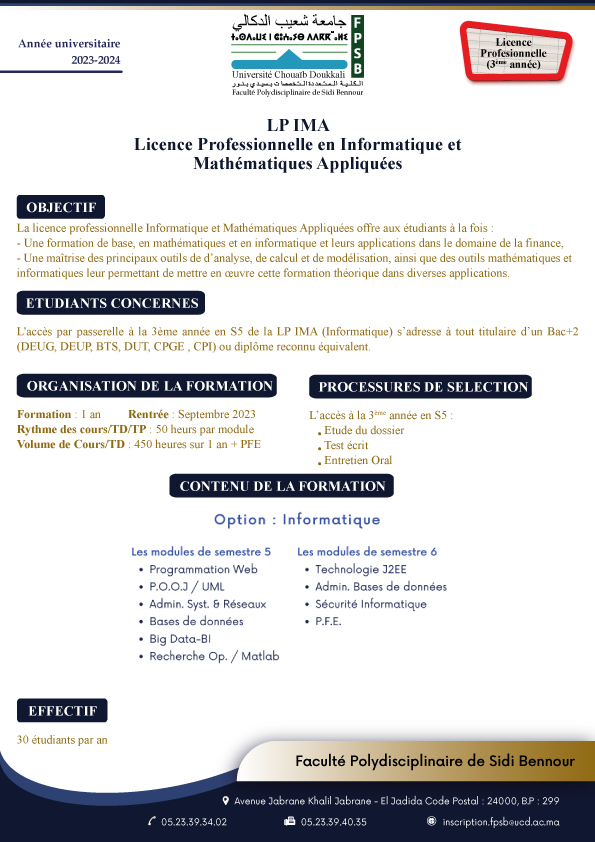 Année universitaire
2023-2024
جامعة شعيب الدكالي
ⵜⴰⵙⴷⴰⵡⵉⵜ ⵏ ⵛⵓⵄⴰⵢⴱ ⴷⴷⵓⴽⴽⴰⵍⵉ
FPSB
Université Chouaïb Doukkali
الكلية المتعددة التخصصات بسيدي بنور
Faculté Polydisciplinaire de Sidi Bennour
Licence
Profesionnelle
(3ème année)
LP IMA
Licence Professionnelle en Informatique et
Mathématiques Appliquées
OBJECTIF
La licence professionnelle Informatique et Mathématiques Appliquées offre aux étudiants à la fois :
- Une formation de base, en mathématiques et en informatique et leurs applications dans le domaine de la finance,
- Une maîtrise des principaux outils de d’analyse, de calcul et de modélisation, ainsi que des outils mathématiques et
informatiques leur permettant de mettre en œuvre cette formation théorique dans diverses applications.
ETUDIANTS CONCERNES
L'accès par passerelle à la 3ème année en S5 de la LP IMA (Informatique) s’adresse à tout titulaire d’un Bac+2
(DEUG, DEUP, BTS, DUT, CPGE , CPI) ou diplôme reconnu équivalent.
ORGANISATION DE LA FORMATION
Formation : 1 an Rentrée : Septembre 2023
Rythme des cours/TD/TP : 50 heurs par module
Volume de Cours/TD : 450 heures sur 1 an + PFE
PROCESSURES DE SELECTION
L’accès à la 3ème année en S5 :
• Etude du dossier
• Test écrit
• Entretien Oral
CONTENU DE LA FORMATION
Option : Informatique
Les modules de semestre 5
• Programmation Web
• P.O.O.J / UML
• Admin. Syst. & Réseaux
• Bases de données
• Big Data-BI
• Recherche Op. / Matlab
Les modules de semestre 6
• Technologie J2EE
• Admin. Bases de données
• Sécurité Informatique
• P.F.E.
EFFECTIF
30 étudiants par an
Faculté Polydisciplinaire de Sidi Bennour
Avenue Jabrane Khalil Jabrane - El Jadida Code Postal : 24000, B.P : 299
05.23.39.34.02 05.23.39.40.35 inscription.fpsb@ucd.ac.ma